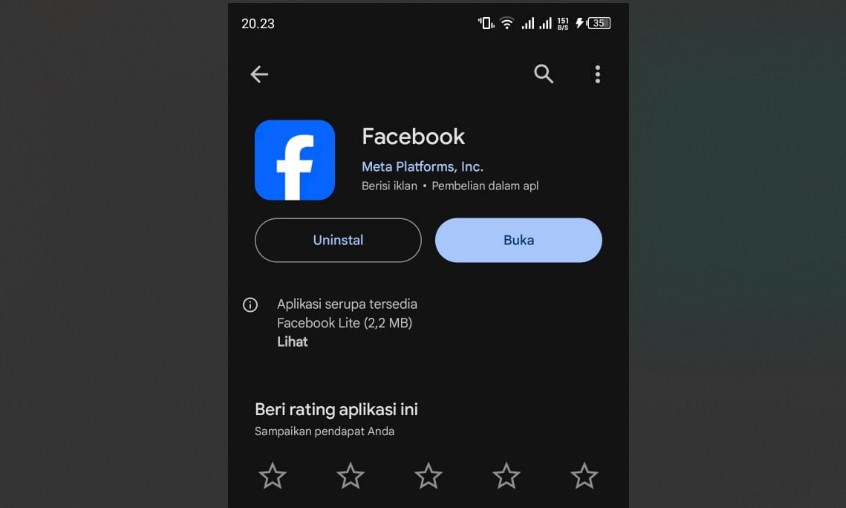 20.23
151
B/S
35
Facebook
Meta Platforms, Inc.
Berisi iklan • Pembelian dalam apl
Uninstal
Buka
Aplikasi serupa tersedia
Facebook Lite (2,2 MB)
Lihat
Beri rating aplikasi ini
Sampaikan pendapat Anda